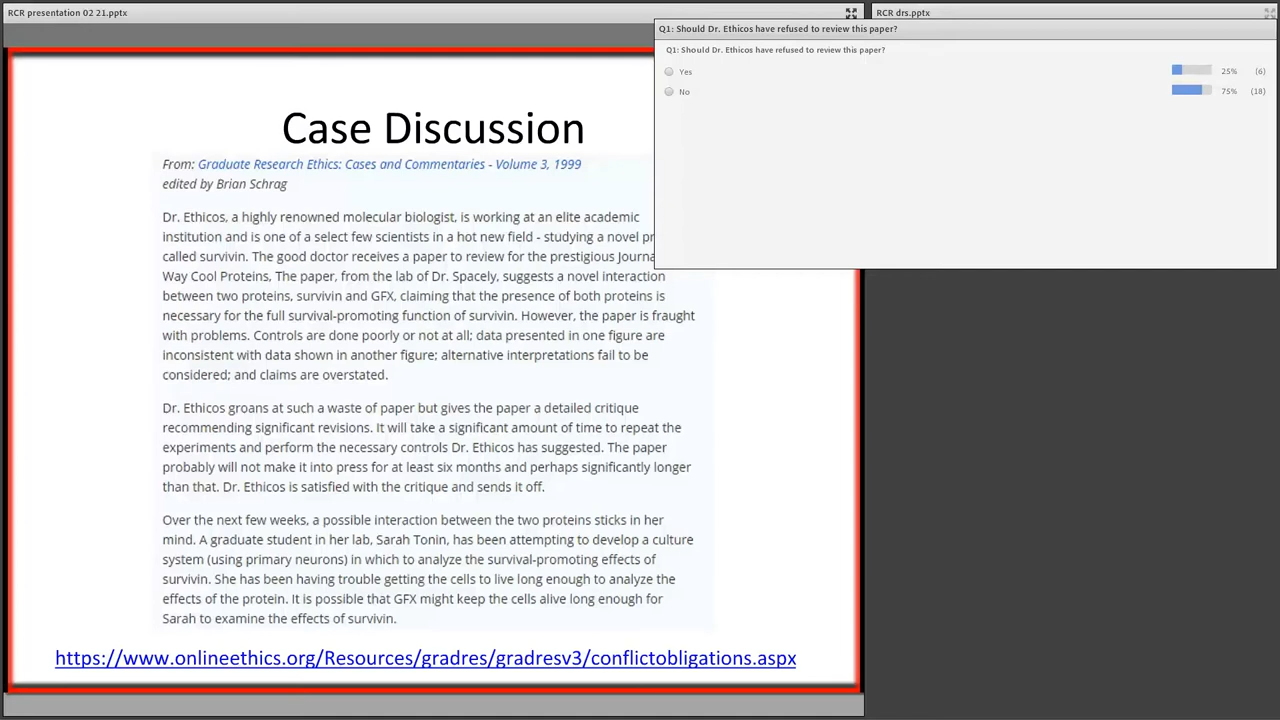 RCR presentation 02 21.pptx
RCR drs.pptx
Q1: Should Dr. Ethicos have refused to review this paper?
Q1: Should Dr. Ethicos have refused to review this paper?
Yes 25% (6)
No 75% (18)
Case Discussion
From: Graduate Research Ethics: Cases and Commentaries - Volume 3, 1999
edited by Brian Schrag
Dr. Ethicos, a highly renowned molecular biologist, is working at an elite academic
institution and is one of a select few scientists in a hot new field - studying a novel pr
called survivin. The good doctor receives a paper to review for the prestigious Journa
Way Cool Proteins, The paper, from the lab of Dr. Spacely, suggests a novel interaction
between two proteins, survivin and GFX, claiming that the presence of both proteins is
necessary for the full survival-promoting function of survivin. However, the paper is fraught
with problems. Controls are done poorly or not at all; data presented in one figure are
inconsistent with data shown in another figure; alternative interpretations fail to be
considered; and claims are overstated.
Dr. Ethicos groans at such a waste of paper but gives the paper a detailed critique
recommending significant revisions. It will take a significant amount of time to repeat the
experiments and perform the necessary controls Dr. Ethicos has suggested. The paper
probably will not make it into press for at least six months and perhaps significantly longer
than that. Dr. Ethicos is satisfied with the critique and sends it off.
Over the next few weeks, a possible interaction between the two proteins sticks in her
mind. A graduate student in her lab, Sarah Tonin, has been attempting to develop a culture
system (using primary neurons) in which to analyze the survival-promoting effects of
survivin. She has been having trouble getting the cells to live long enough to analyze the
effects of the protein. It is possible that GFX might keep the cells alive long enough for
Sarah to examine the effects of survivin.
https://www.onlineethics.org/Resources/gradres/gradresv3/conflictobligations.aspx